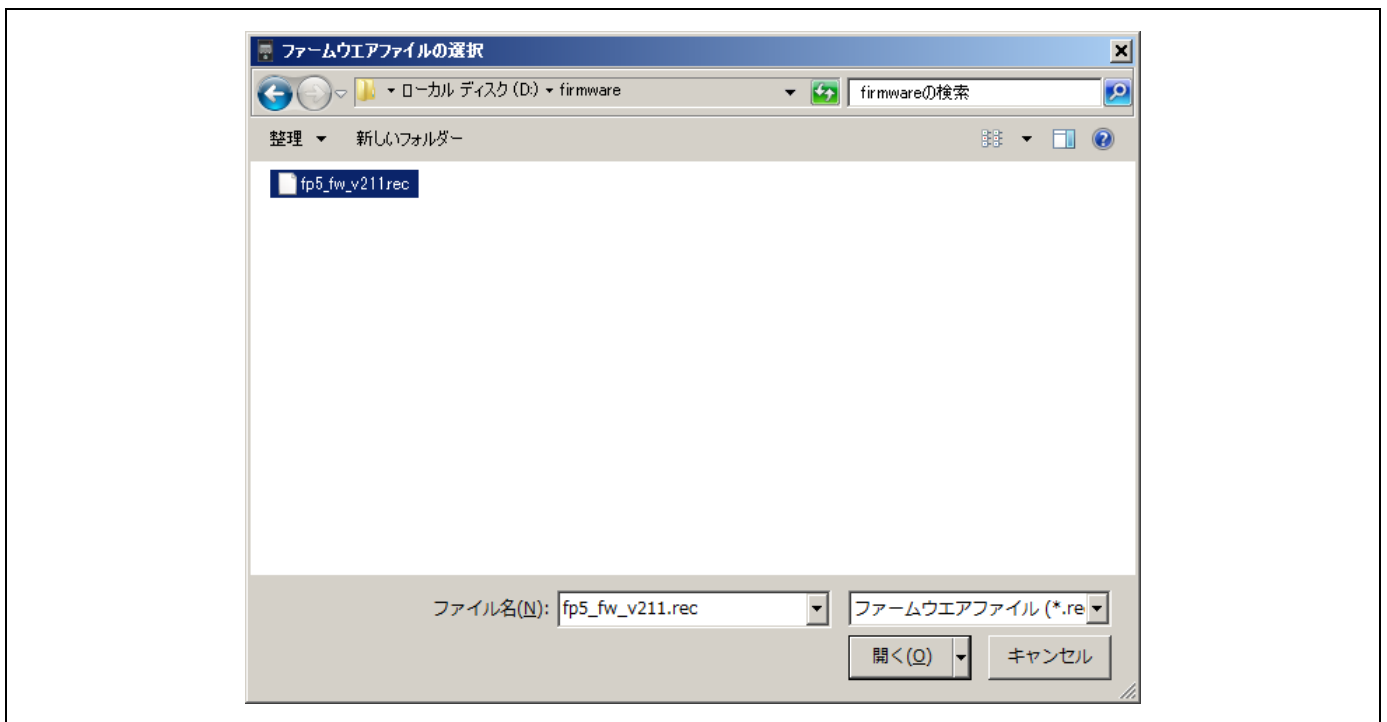 ファームウエアファイルの選択
ローカル ディスク (D:) firmware
firmwareの検索
整理 新しいフォルダー
fp5_fw_v211.rec
ファイル名(N): fp5_fw_v211.rec
ファームウエアファイル (*.re
開く(O) キャンセル